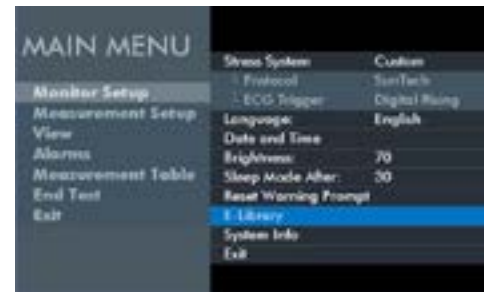 MAIN MENU
Monitor Setup
Measurement Setup
View
Alarms
Measurement Table
End Test
Exit
Stress System Custom
Protocol SunTech
ECG Trigger Digital Rising
Language: English
Date and Time
Brightness: 70
Sleep Mode After: 30
Reset Warning Prompt
E-Library
System Info
Exit